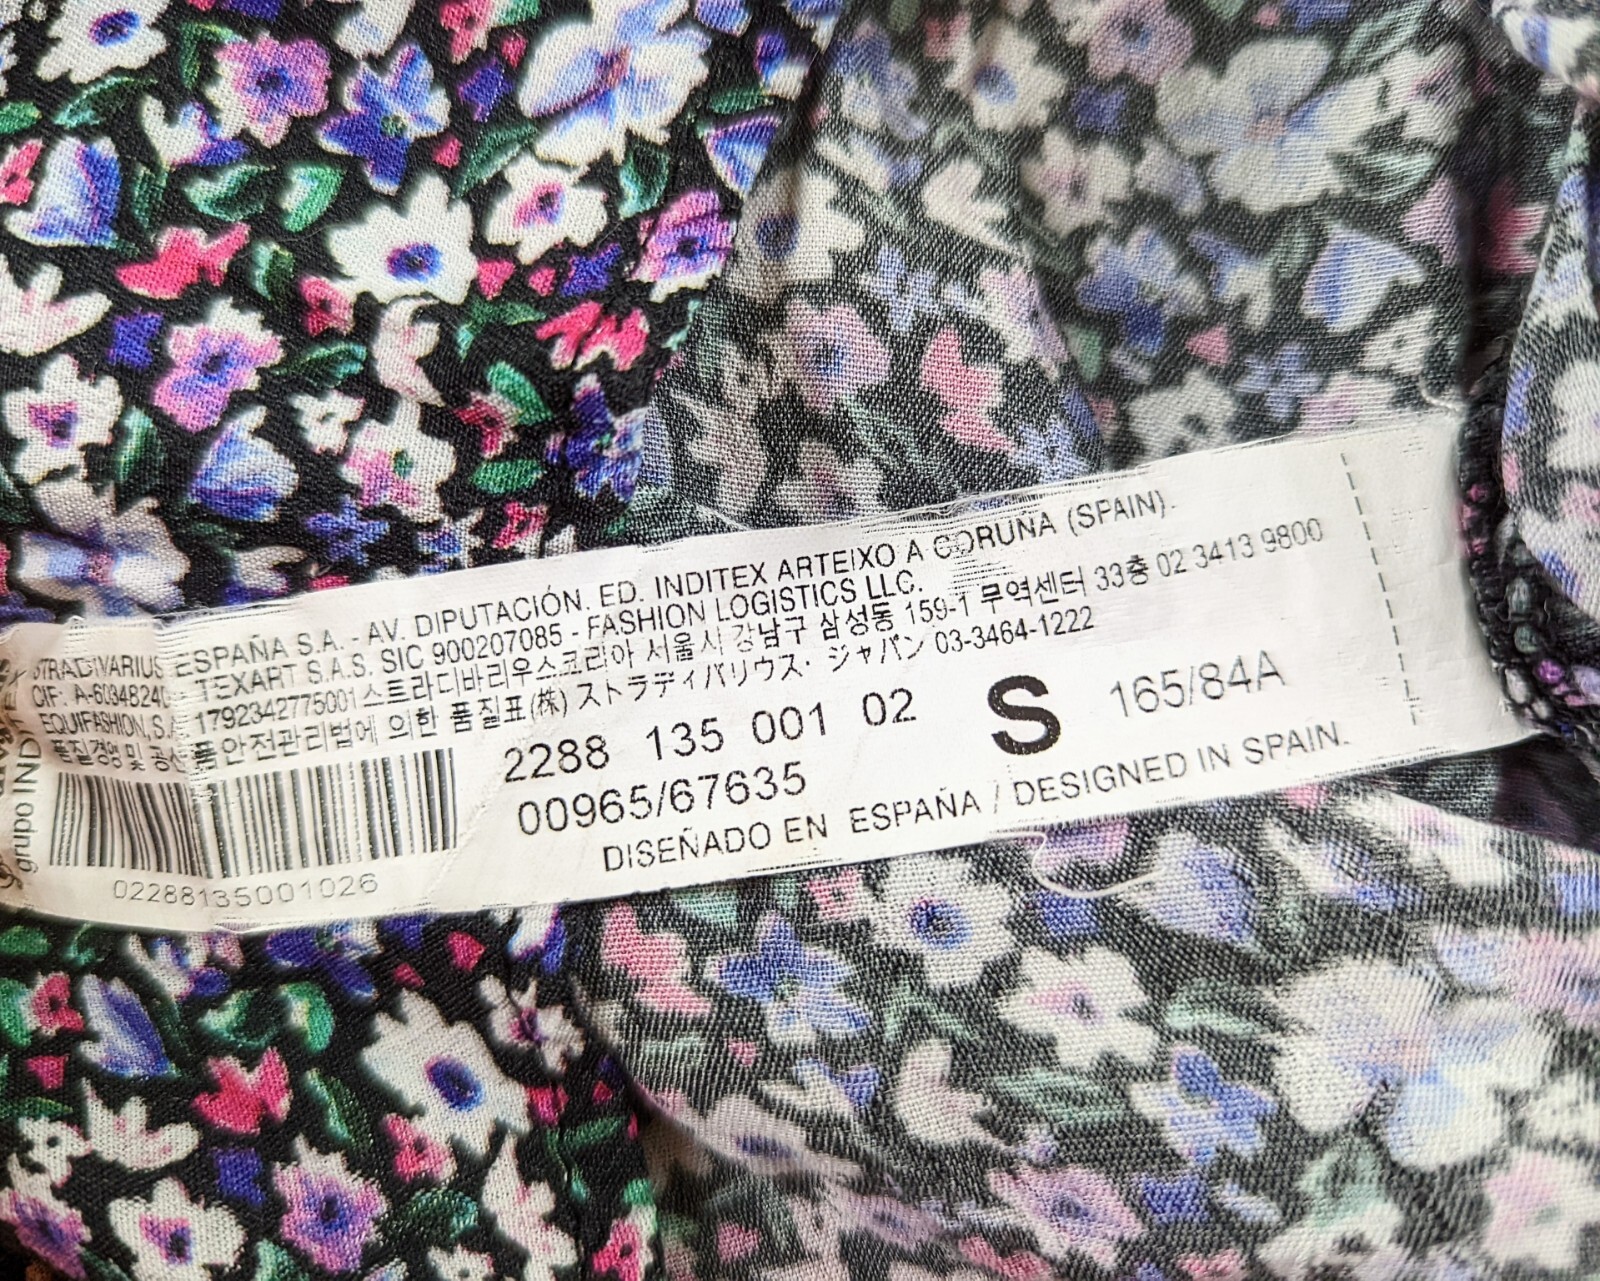 STRADIVARIUS ESPAÑA S.A. - AV. DIPUTACIÓN. ED. INDITEX ARTEIXO A CORUÑA (SPAIN).
CIF: A-6034824 TEXART S.A.S. SIC 900207085 - FASHION LOGISTICS LLC.
EQUIFASHION, S.A 1792342775001 스트라디바리우스코리아 서울시 강남구 삼성동 159-1 무역센터 33층 02 3413 9800
품질경영 및 공산품안전관리법에 의한 품질표 (株) ストラディバリウス・ジャパン 03-3464-1222
2288 135 001 02
S
165/84A
00965/67635
DISEÑADO EN ESPAÑA / DESIGNED IN SPAIN.
02288135001026
grupo INDITEX